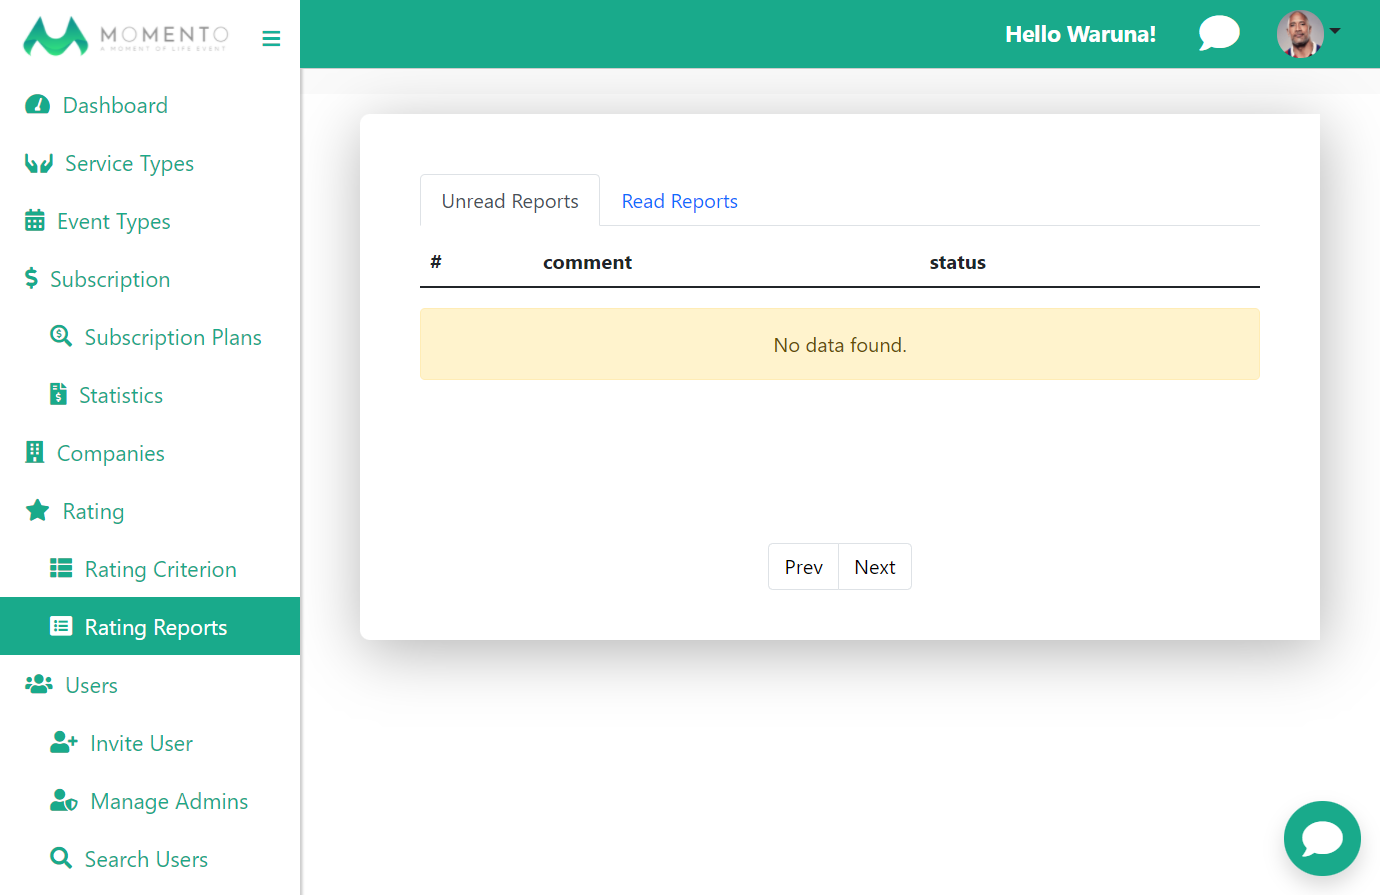 MOMENTO
A MOMENT OF LIFE EVENT
Hello Waruna!
Dashboard
Service Types
Event Types
Subscription
Subscription Plans
Statistics
Companies
Rating
Rating Criterion
Rating Reports
Users
Invite User
Manage Admins
Search Users
Unread Reports Read Reports
# comment status
No data found.
Prev Next